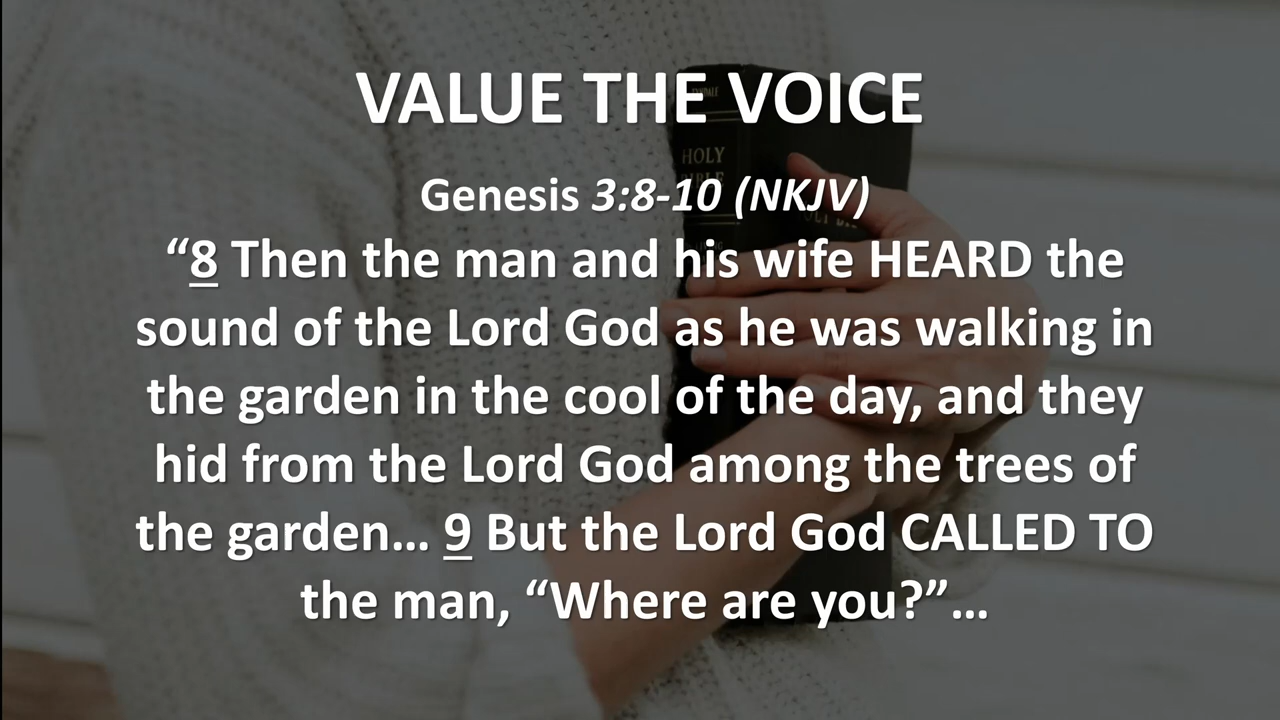 VALUE THE VOICE
Genesis 3:8-10 (NKJV)
“8 Then the man and his wife HEARD the
sound of the Lord God as he was walking in
the garden in the cool of the day, and they
hid from the Lord God among the trees of
the garden… 9 But the Lord God CALLED TO
the man, “Where are you?”…
HOLY
BIBLE